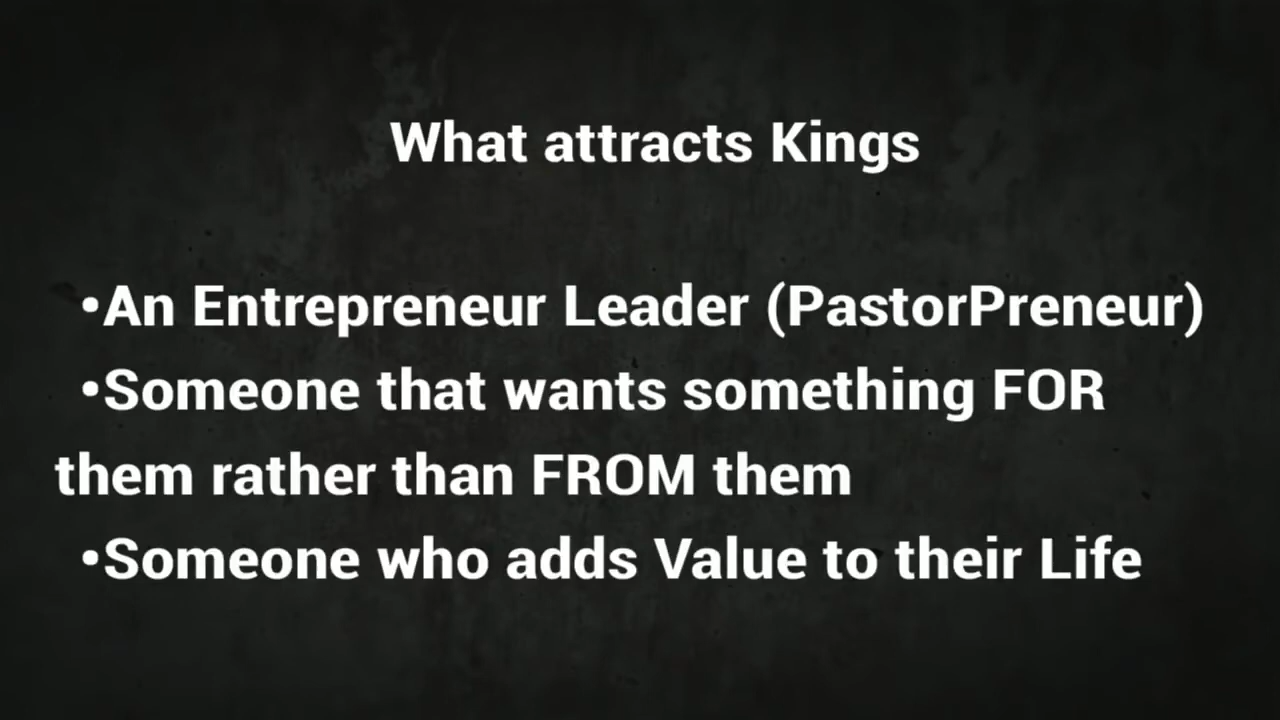 What attracts Kings
•An Entrepreneur Leader (PastorPreneur)
•Someone that wants something FOR
them rather than FROM them
•Someone who adds Value to their Life